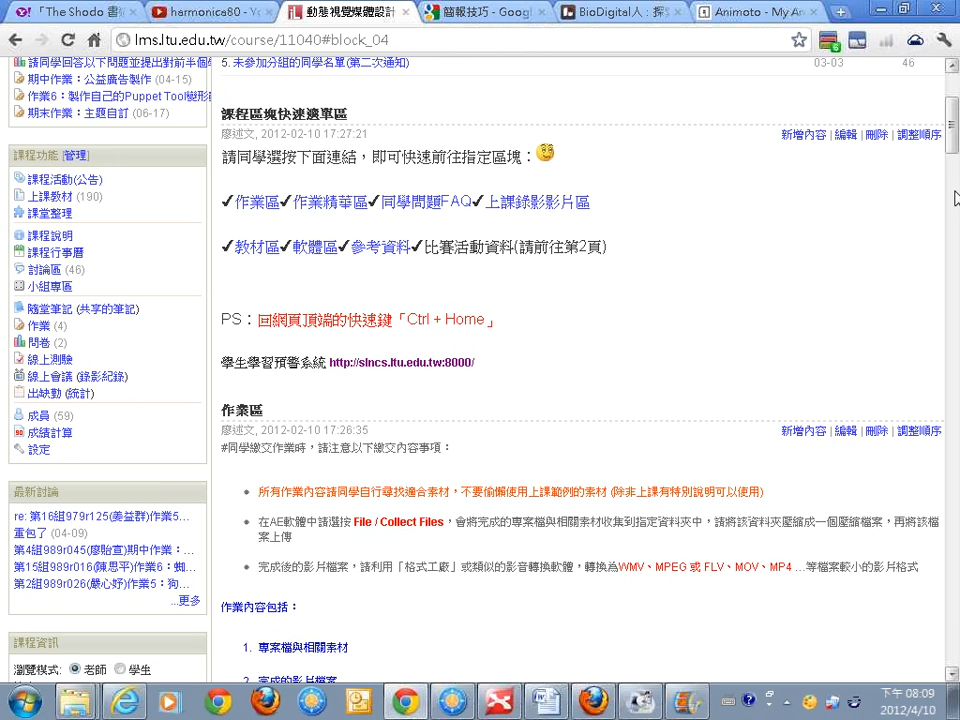 「The Shodo 書
harmonica80 - Yo
動態視覺媒體設計
簡報技巧 - Googl
BioDigital人：探
Animoto - My An
lms.ltu.edu.tw/course/11040#block_04
請同學回答以下問題並提出對前半個
期中作業：公益廣告製作 (04-15)
作業6：製作自己的Puppet Tool變形
期末作業：主題自訂 (06-17)
課程功能 [管理]
課程活動(公告)
上課教材 (190)
課堂整理
課程說明
課程行事曆
討論區 (46)
小組專區
隨堂筆記 (共享的筆記)
作業 (4)
問卷 (2)
線上測驗
線上會議 (錄影紀錄)
出缺勤 (統計)
成員 (59)
成績計算
設定
最新討論
re: 第16組979r125(姜益群)作業5...
重包了 (04-09)
第4組989r045(廖貽宣)期中作業：...
第15組989r016(陳思平)作業6：蜘...
第2組989r026(嚴心妤)作業5：狗...
...更多
課程資訊
瀏覽模式: 老師 學生
5. 未參加分組的同學名單(第二次通知) 03-03 46
課程區塊快速選單區
廖述文, 2012-02-10 17:27:21 新增內容 | 編輯 | 刪除 | 調整順序
請同學選按下面連結，即可快速前往指定區塊：
✔作業區✔作業精華區✔同學問題FAQ✔上課錄影影片區
✔教材區✔軟體區✔參考資料✔比賽活動資料(請前往第2頁)
PS：回網頁頂端的快速鍵「Ctrl + Home」
學生學習預警系統 http://slncs.ltu.edu.tw:8000/
作業區
廖述文, 2012-02-10 17:26:35 新增內容 | 編輯 | 刪除 | 調整順序
#同學繳交作業時，請注意以下繳交內容事項：
所有作業內容請同學自行尋找適合素材，不要偷懶使用上課範例的素材 (除非上課有特別說明可以使用)
在AE軟體中請選按 File / Collect Files，會將完成的專案檔與相關素材收集到指定資料夾中，請將該資料夾壓縮成一個壓縮檔案，再將該檔
案上傳
完成後的影片檔案，請利用「格式工廠」或類似的影音轉換軟體，轉換為WMV、MPEG 或 FLV、MOV、MP4 ...等檔案較小的影片格式
作業內容包括：
1. 專案檔與相關素材
2. 完成的影片檔案
下午 08:09
2012/4/10